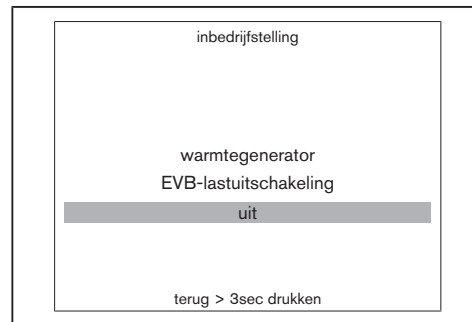 inbedrijfstelling
warmtegenerator
EVB-lastuitschakeling
uit
terug > 3sec drukken